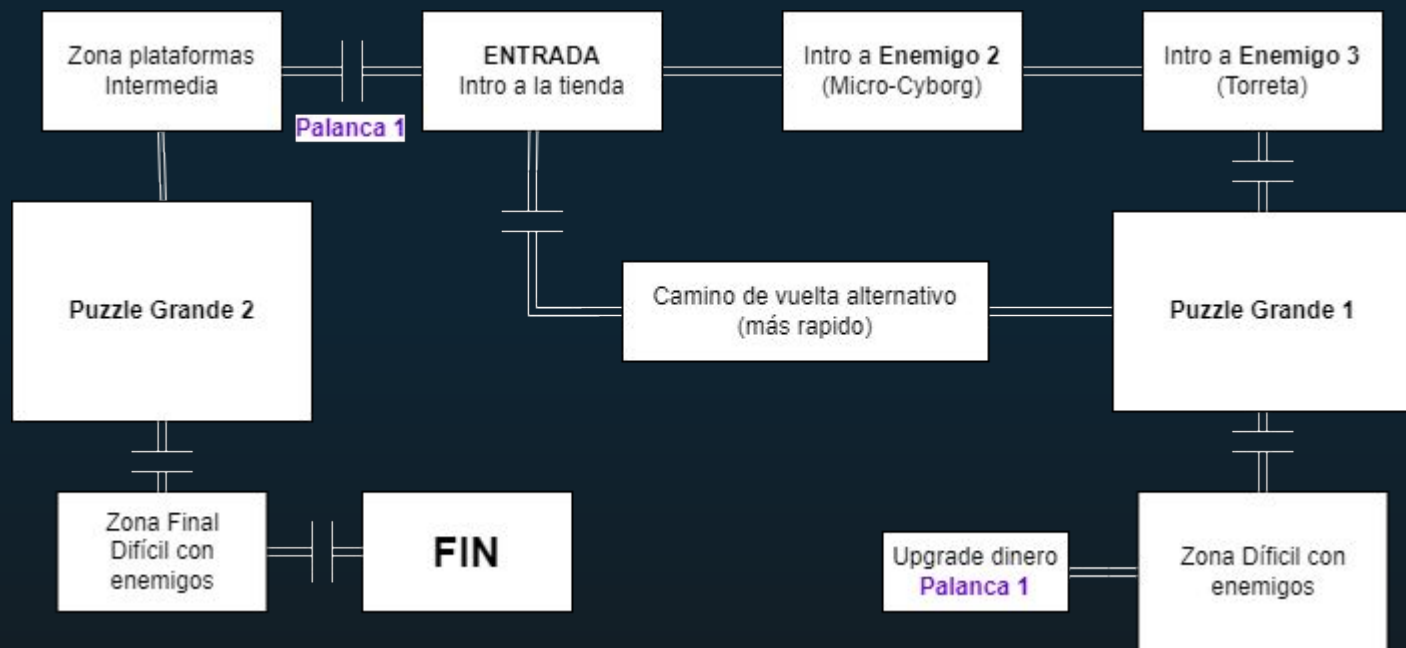 Zona plataformas
Intermedia
Palanca 1
ENTRADA
Intro a la tienda
Intro a Enemigo 2
(Micro-Cyborg)
Intro a Enemigo 3
(Torreta)
Puzzle Grande 2
Camino de vuelta alternativo
(más rapido)
Puzzle Grande 1
Zona Final
Difícil con
enemigos
FIN
Upgrade dinero
Palanca 1
Zona Díficil con
enemigos